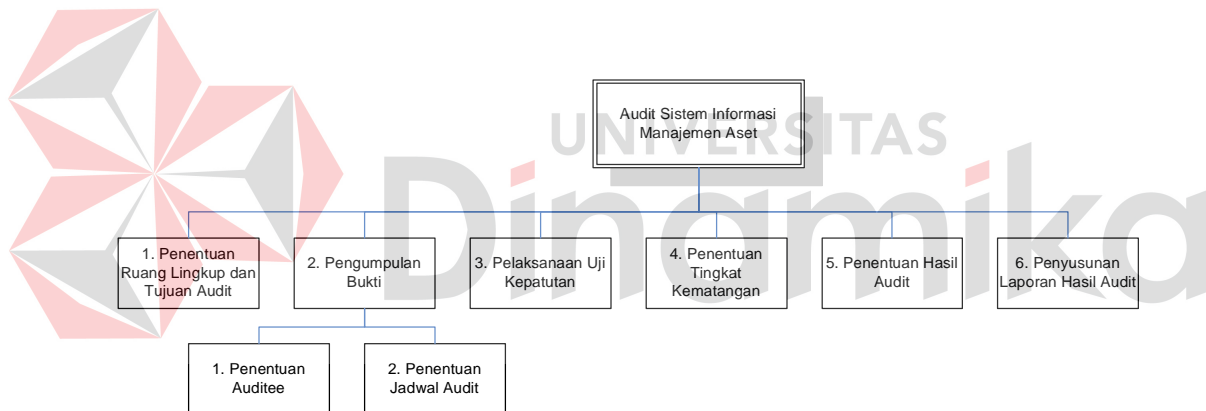 Audit Sistem Informasi
Manajemen Aset
UNIVERSITAS
Dinamika
1. Penentuan
Ruang Lingkup dan
Tujuan Audit
2. Pengumpulan
Bukti
3. Pelaksanaan Uji
Kepatutan
4. Penentuan
Tingkat
Kematangan
5. Penentuan Hasil
Audit
6. Penyusunan
Laporan Hasil Audit
1. Penentuan
Auditee
2. Penentuan
Jadwal Audit